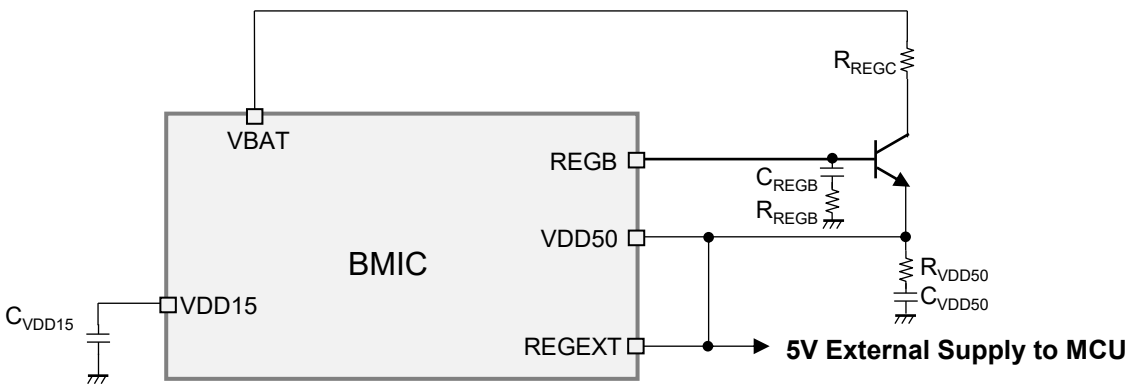 R_REGC
VBAT
REGB
C_REGB
R_REGB
VDD50
BMIC
R_VDD50
C_VDD50
VDD15
C_VDD15
REGEXT
5V External Supply to MCU